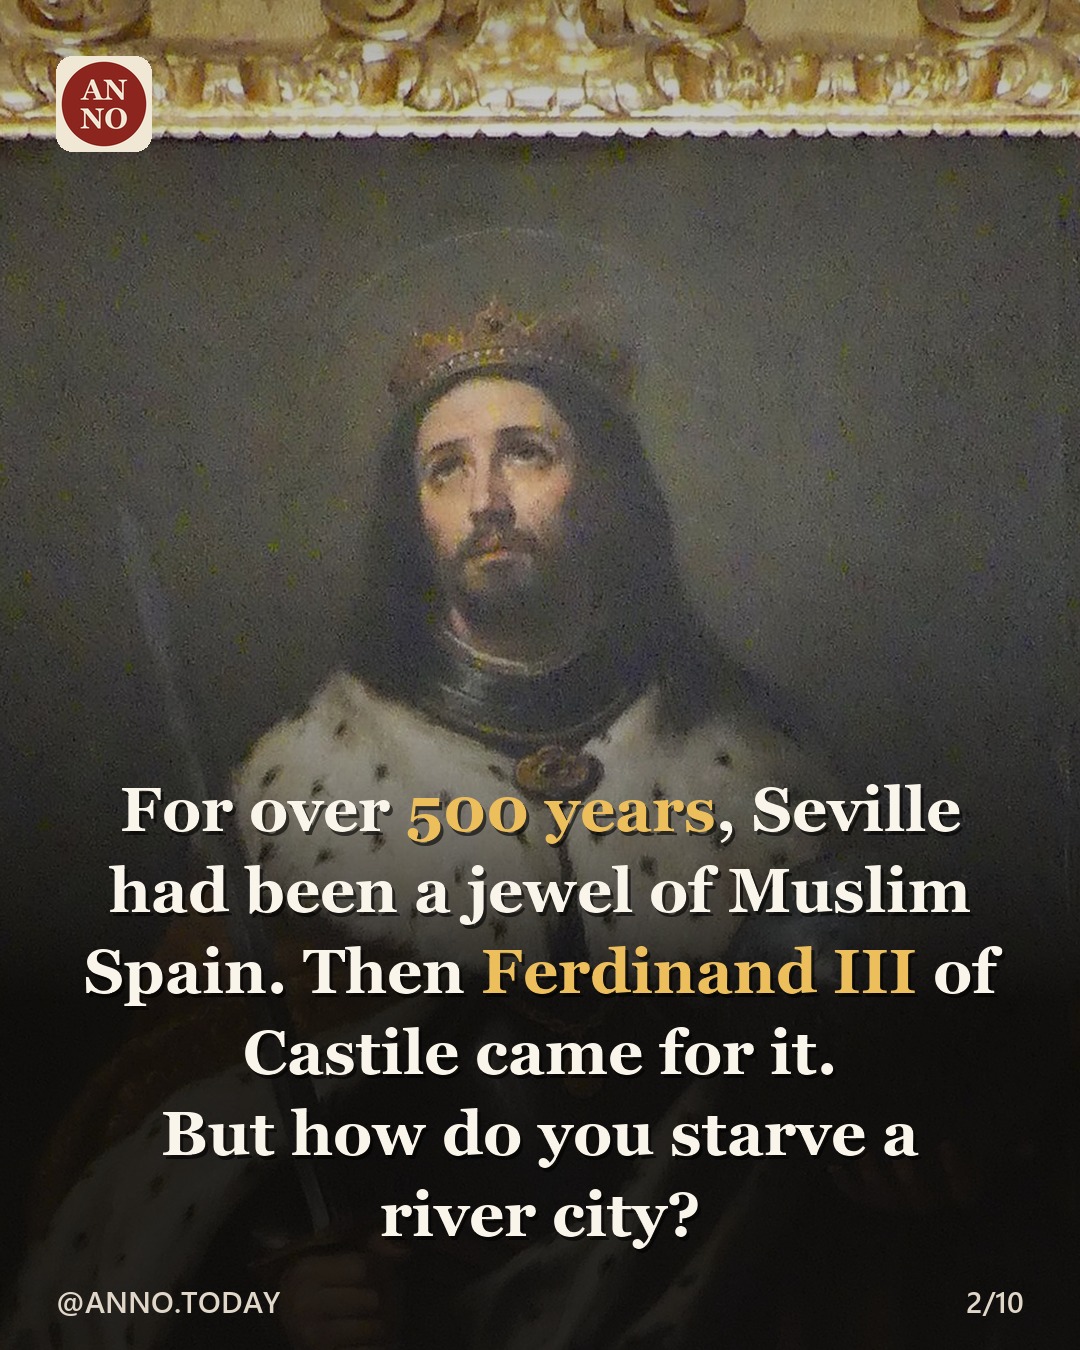 AN
NO
For over 500 years, Seville
had been a jewel of Muslim
Spain. Then Ferdinand III of
Castile came for it.
But how do you starve a
river city?
@ANNO.TODAY
2/10